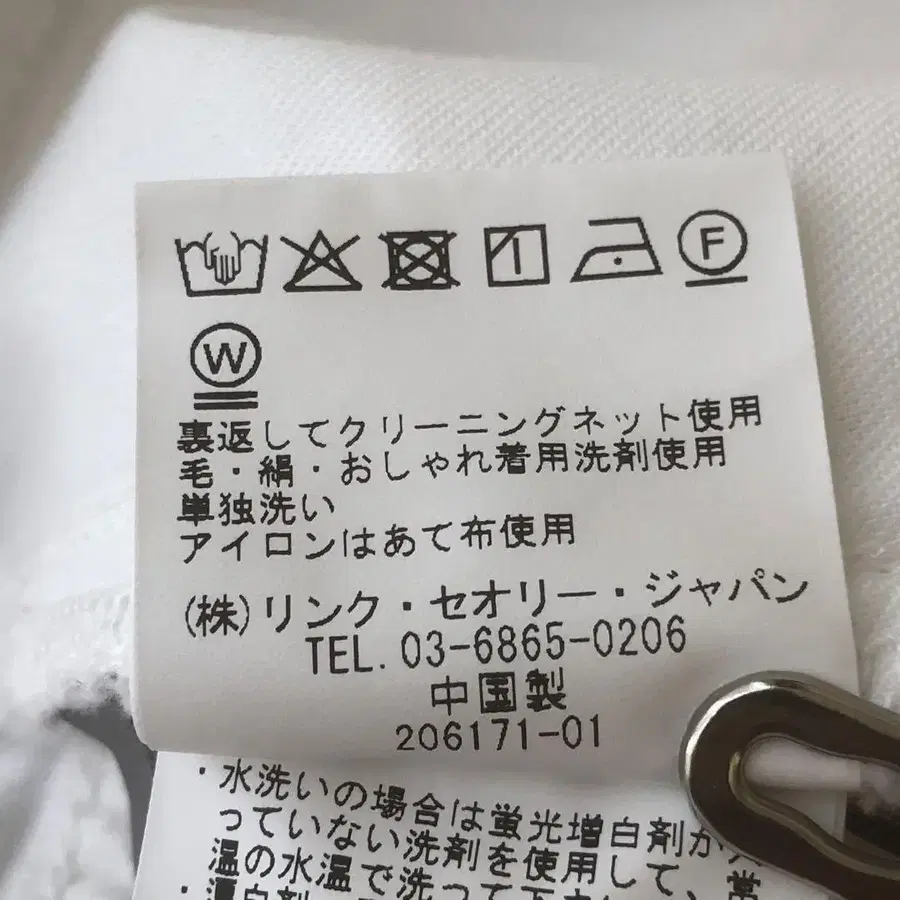 F
W
裏返してクリーニングネット使用
毛・絹・おしゃれ着用洗剤使用
単独洗い
アイロンはあて布使用
(株)リンク・セオリー・ジャパン
TEL. 03-6865-0206
中国製
206171-01
・水洗いの場合は蛍光増白剤が入
っていない洗剤を使用して、常
温の水温で洗って下
・漂白剤